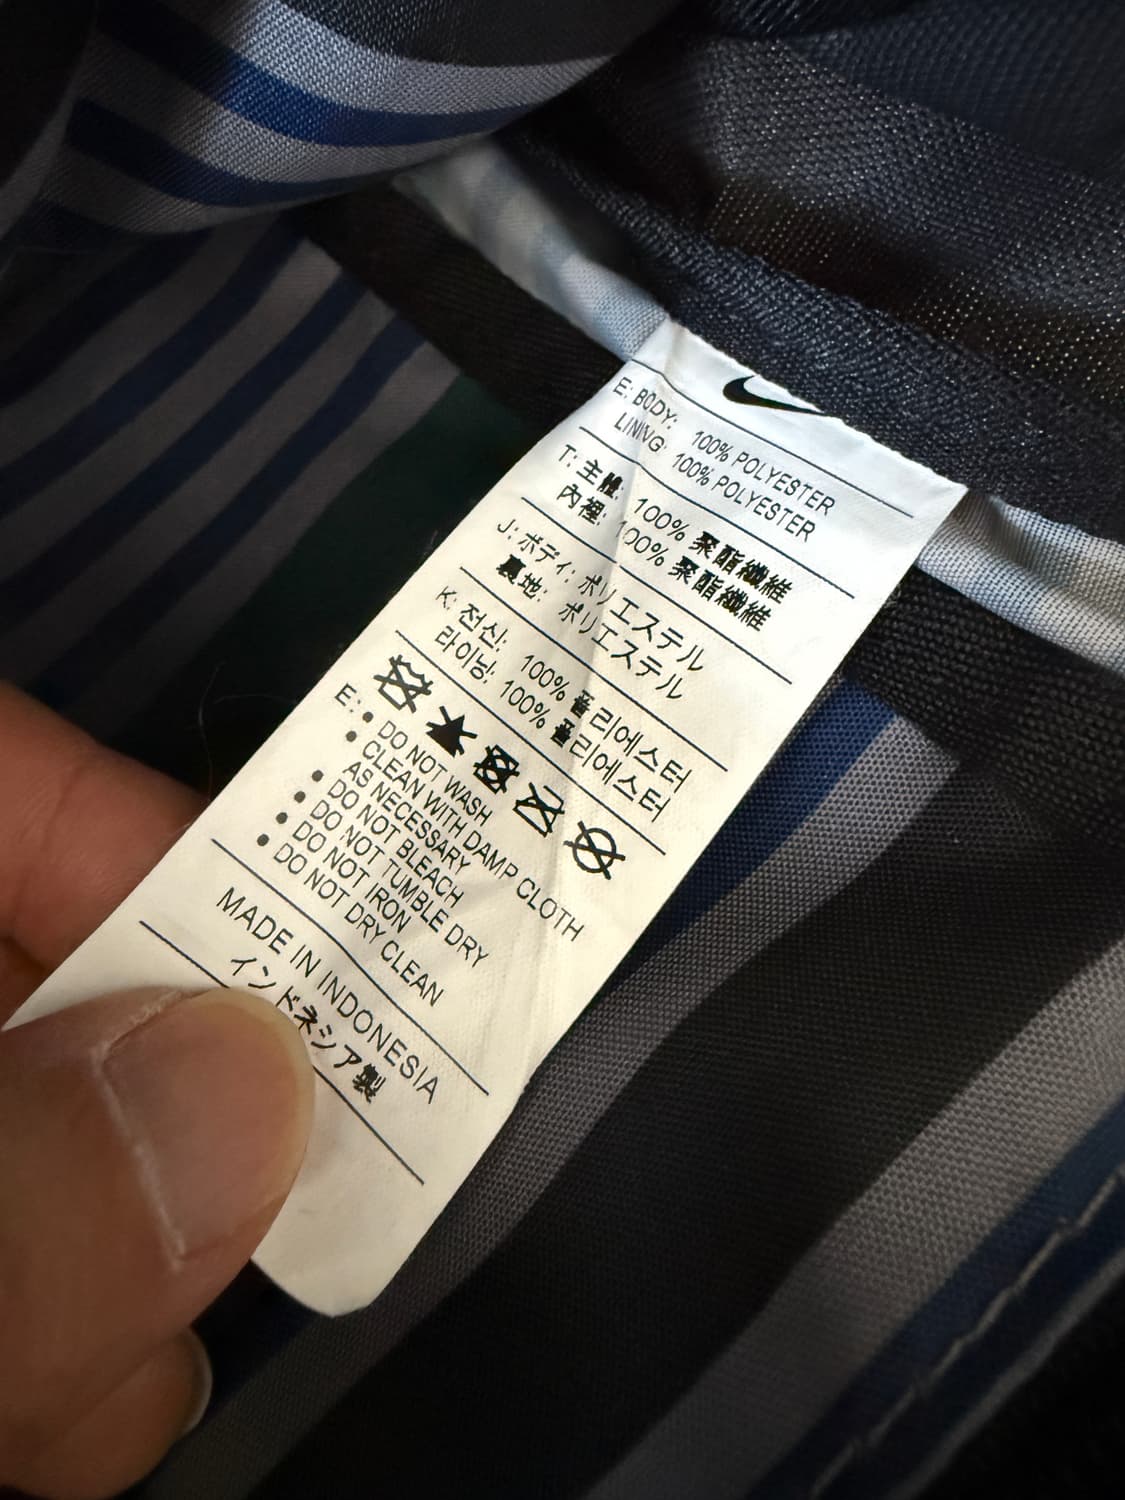 E: BODY: 100% POLYESTER
LINING: 100% POLYESTER
T: 主體: 100% 聚酯纖維
內裡: 100% 聚酯纖維
J: ボディ: ポリエステル
裏地: ポリエステル
K: 전신: 100% 폴리에스터
라이닝: 100% 폴리에스터
E: • DO NOT WASH
• CLEAN WITH DAMP CLOTH
AS NECESSARY
• DO NOT BLEACH
• DO NOT TUMBLE DRY
• DO NOT IRON
• DO NOT DRY CLEAN
MADE IN INDONESIA
インドネシア製